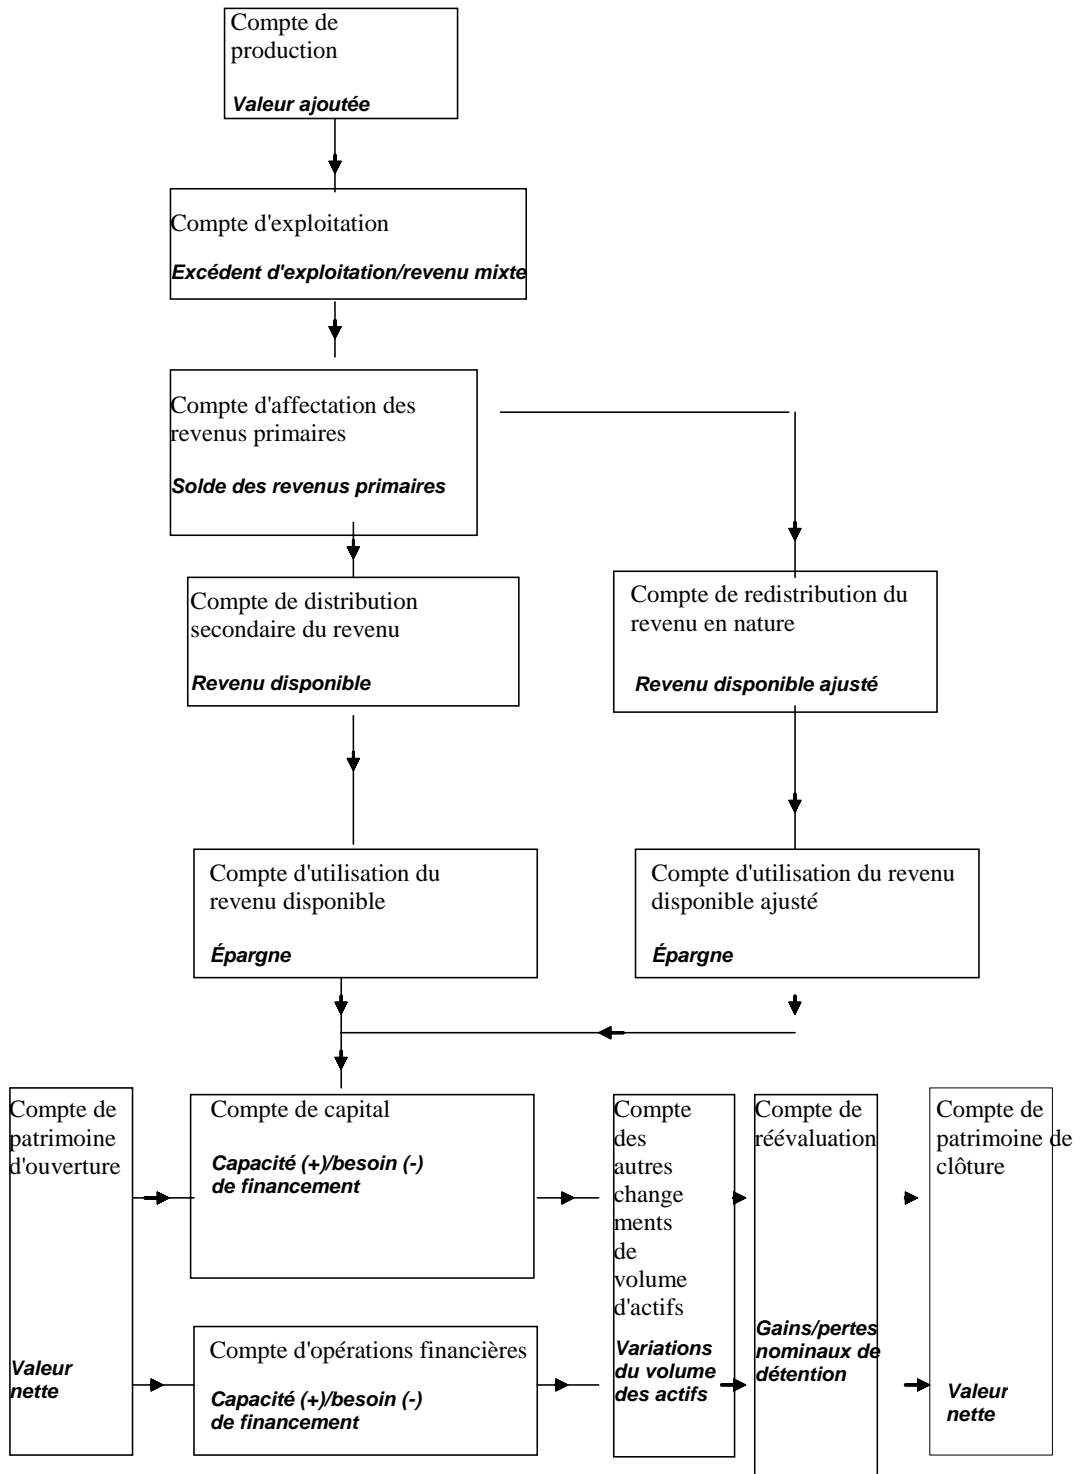 Compte de
production
Valeur ajoutée
Compte d'exploitation
Excédent d'exploitation/revenu mixte
Compte d'affectation des
revenus primaires
Solde des revenus primaires
Compte de distribution
secondaire du revenu
Revenu disponible
Compte de redistribution du
revenu en nature
Revenu disponible ajusté
Compte d'utilisation du
revenu disponible
Épargne
Compte d'utilisation du revenu
disponible ajusté
Épargne
Compte de
patrimoine
d'ouverture
Valeur
nette
Compte de capital
Capacité (+)/besoin (-)
de financement
Compte d'opérations financières
Capacité (+)/besoin (-)
de financement
Compte
des
autres
change
ments
de
volume
d'actifs
Variations
du volume
des actifs
Compte de
réévaluation
Gains/pertes
nominaux de
détention
Compte de
patrimoine de
clôture
Valeur
nette